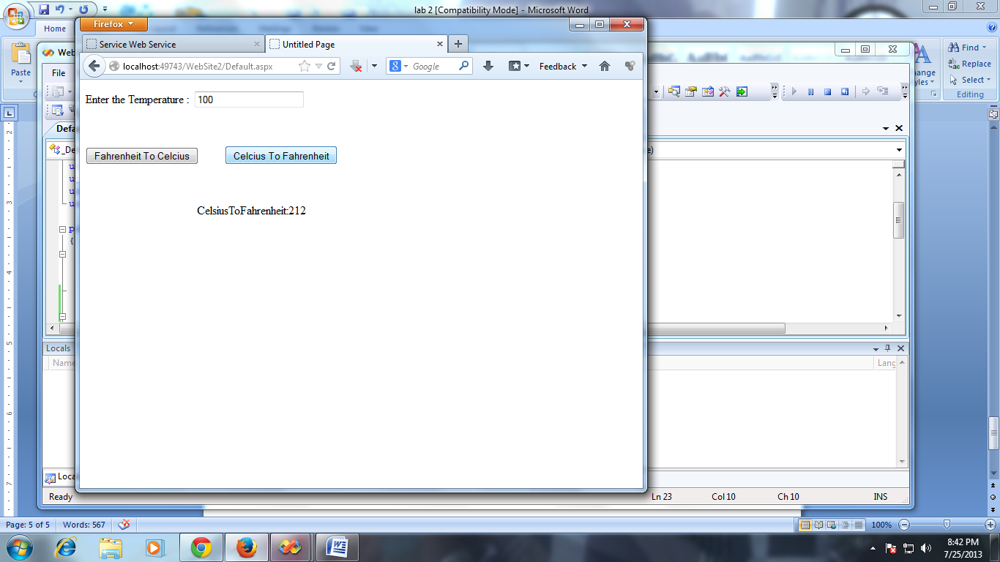 lab 2 [Compatibility Mode] - Microsoft Word
Home
Firefox
Service Web Service
Untitled Page
localhost:49743/WebSite2/Default.aspx
Google
Feedback
Web
File
Paste
Find
Replace
Select
Editing
Enter the Temperature :
100
Fahrenheit To Celcius
Celcius To Fahrenheit
CelsiusToFahrenheit:212
Defa
_De
u
u
u
u
p
{
Locals
Name
Lang
Loca
Ready
Ln 23
Col 10
Ch 10
INS
Page: 5 of 5
Words: 567
100%
8:42 PM
7/25/2013